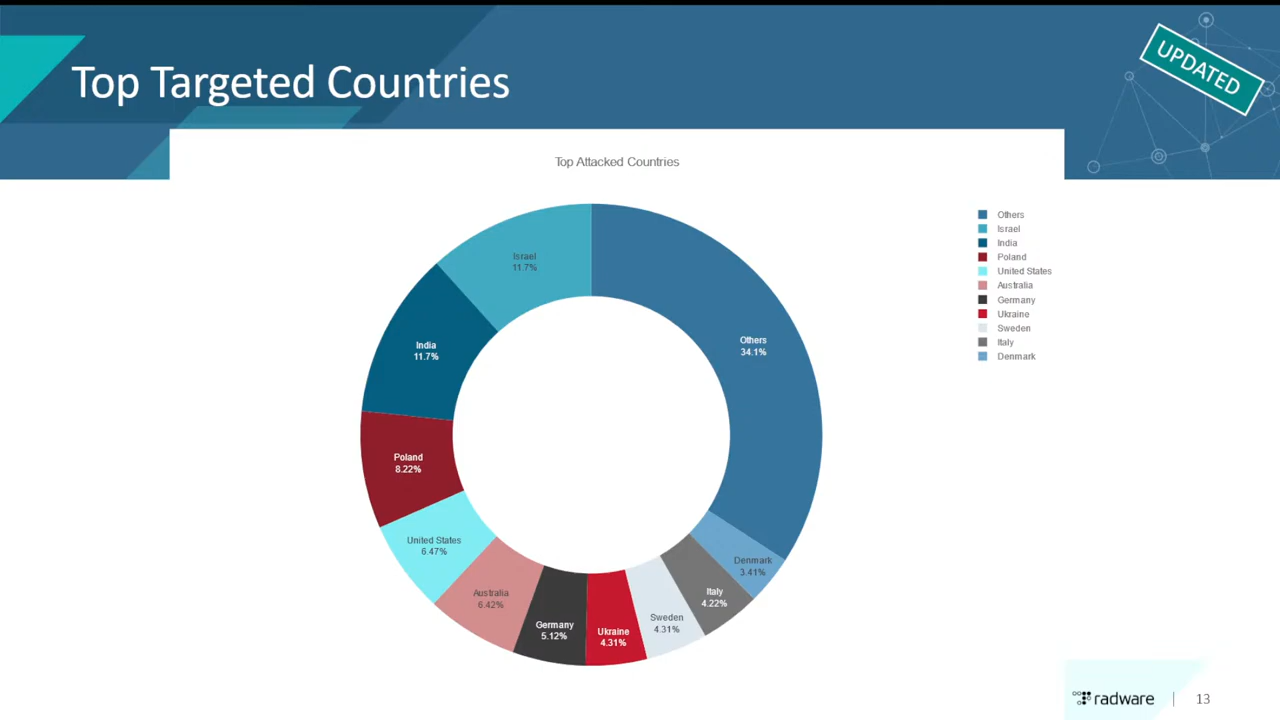 Top Targeted Countries
UPDATED
Top Attacked Countries
Others
Israel
India
Poland
United States
Australia
Germany
Ukraine
Sweden
Italy
Denmark
Israel
11.7%
Others
34.1%
India
11.7%
Poland
8.22%
United States
6.47%
Denmark
3.41%
Australia
6.42%
Italy
4.22%
Germany
5.12%
Ukraine
4.31%
Sweden
4.31%
radware
13